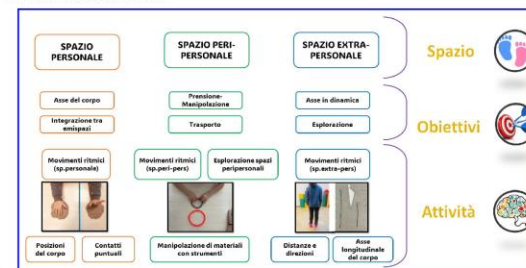 SPAZIO
PERSONALE
SPAZIO PERI-
PERSONALE
SPAZIO EXTRA-
PERSONALE
Spazio
Asse del corpo
Prensione-
Manipolazione
Asse in dinamica
Integrazione tra
emispazi
Trasporto
Esplorazione
Obiettivi
Movimenti ritmici
(sp.personale)
Movimenti ritmici
(sp.peri-pers)
Esplorazione spazi
peripersonali
Movimenti ritmici
(sp.extra-pers)
Attività
Posizioni
del corpo
Contatti
puntuali
Manipolazione di materiali
con strumenti
Distanze e
direzioni
Asse
longitudinale
del corpo